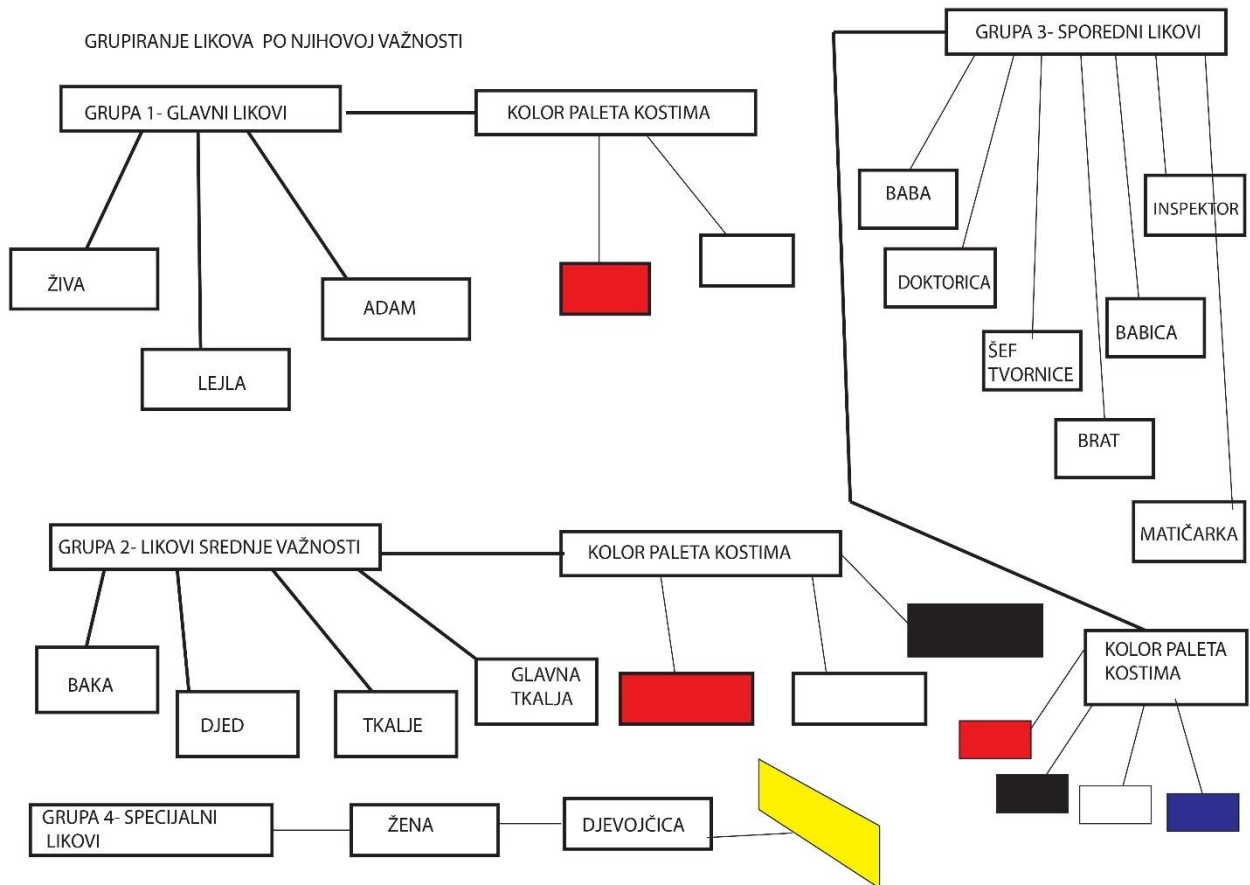 GRUPIRANJE LIKOVA PO NJIHOVOJ VAŽNOSTI
GRUPA 1- GLAVNI LIKOVI
KOLOR PALETA KOSTIMA
ŽIVA
LEJLA
ADAM
GRUPA 3- SPOREDNI LIKOVI
BABA
DOKTORICA
ŠEF
TVORNICE
BRAT
BABICA
INSPEKTOR
MATIČARKA
KOLOR PALETA
KOSTIMA
GRUPA 2- LIKOVI SREDNJE VAŽNOSTI
KOLOR PALETA KOSTIMA
BAKA
DJED
TKALJE
GLAVNA
TKALJA
GRUPA 4- SPECIJALNI
LIKOVI
ŽENA
DJEVOJČICA